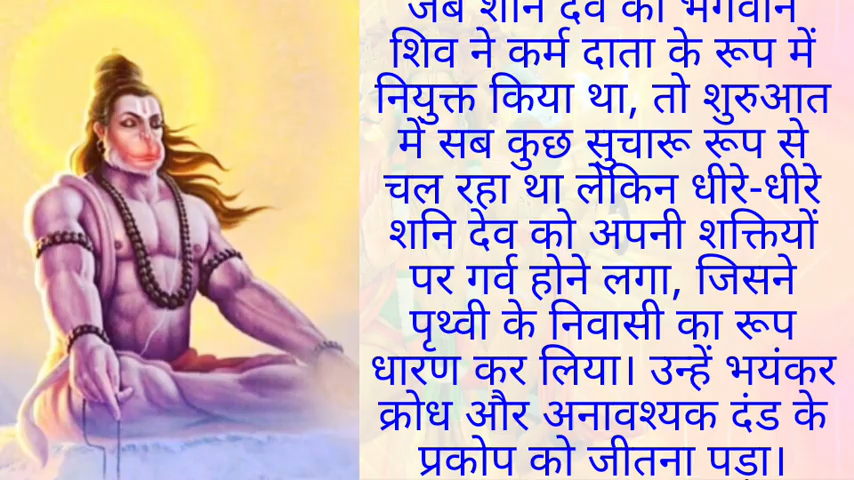 जब शनि देव को भगवान
शिव ने कर्म दाता के रूप में
नियुक्त किया था, तो शुरुआत
में सब कुछ सुचारू रूप से
चल रहा था लेकिन धीरे-धीरे
शनि देव को अपनी शक्तियों
पर गर्व होने लगा, जिसने
पृथ्वी के निवासी का रूप
धारण कर लिया। उन्हें भयंकर
क्रोध और अनावश्यक दंड के
प्रकोप को जीतना पड़ा।